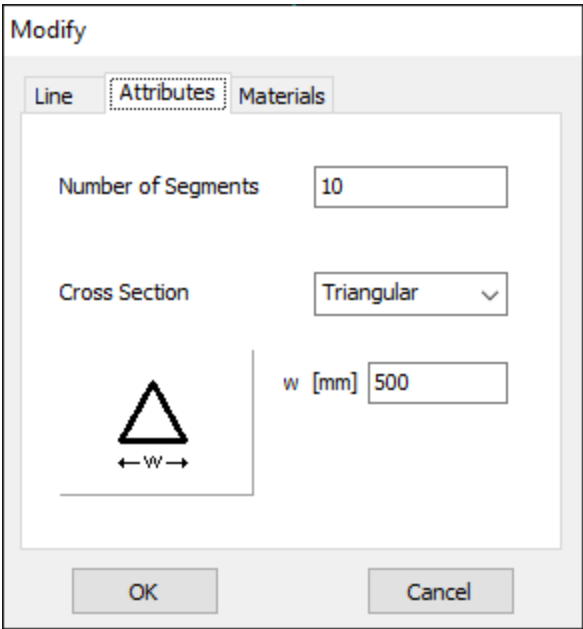 Modify
Line Attributes Materials
Number of Segments 10
Cross Section Triangular
w [mm] 500
w
OK Cancel